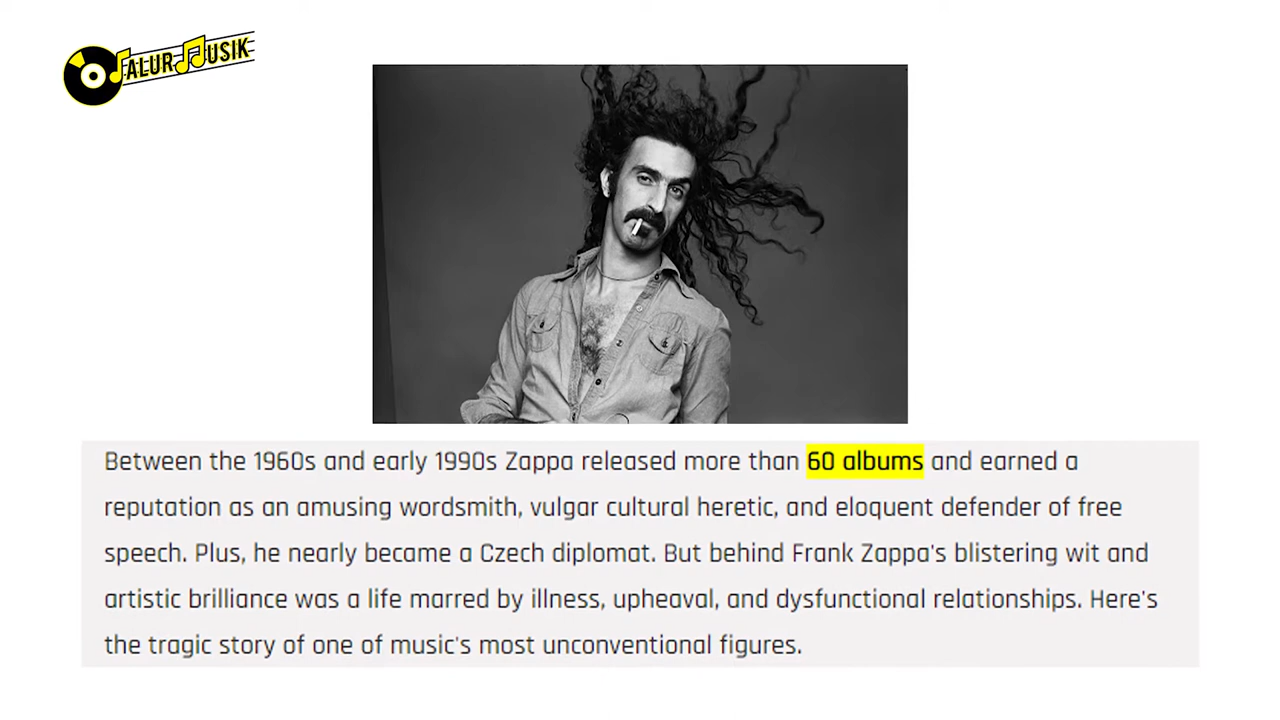 ALUR MUSIK
Between the 1960s and early 1990s Zappa released more than 60 albums and earned a
reputation as an amusing wordsmith, vulgar cultural heretic, and eloquent defender of free
speech. Plus, he nearly became a Czech diplomat. But behind Frank Zappa's blistering wit and
artistic brilliance was a life marred by illness, upheaval, and dysfunctional relationships. Here's
the tragic story of one of music's most unconventional figures.